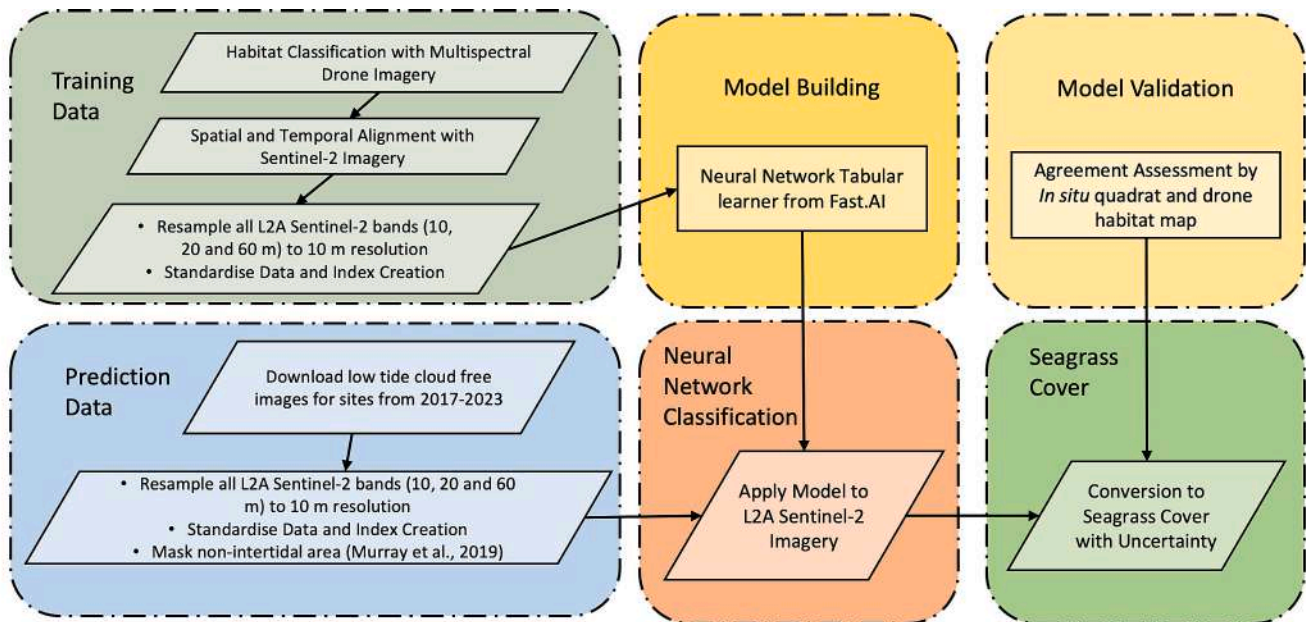 Training
Data
Habitat Classification with Multispectral
Drone Imagery
Spatial and Temporal Alignment with
Sentinel-2 Imagery
• Resample all L2A Sentinel-2 bands (10,
20 and 60 m) to 10 m resolution
• Standardise Data and Index Creation
Model Building
Neural Network Tabular
learner from Fast.AI
Model Validation
Agreement Assessment by
In situ quadrat and drone
habitat map
Prediction
Data
Download low tide cloud free
images for sites from 2017-2023
• Resample all L2A Sentinel-2 bands (10, 20 and 60
m) to 10 m resolution
• Standardise Data and Index Creation
• Mask non-intertidal area (Murray et al., 2019)
Neural
Network
Classification
Apply Model to
L2A Sentinel-2
Imagery
Seagrass
Cover
Conversion to
Seagrass Cover
with Uncertainty